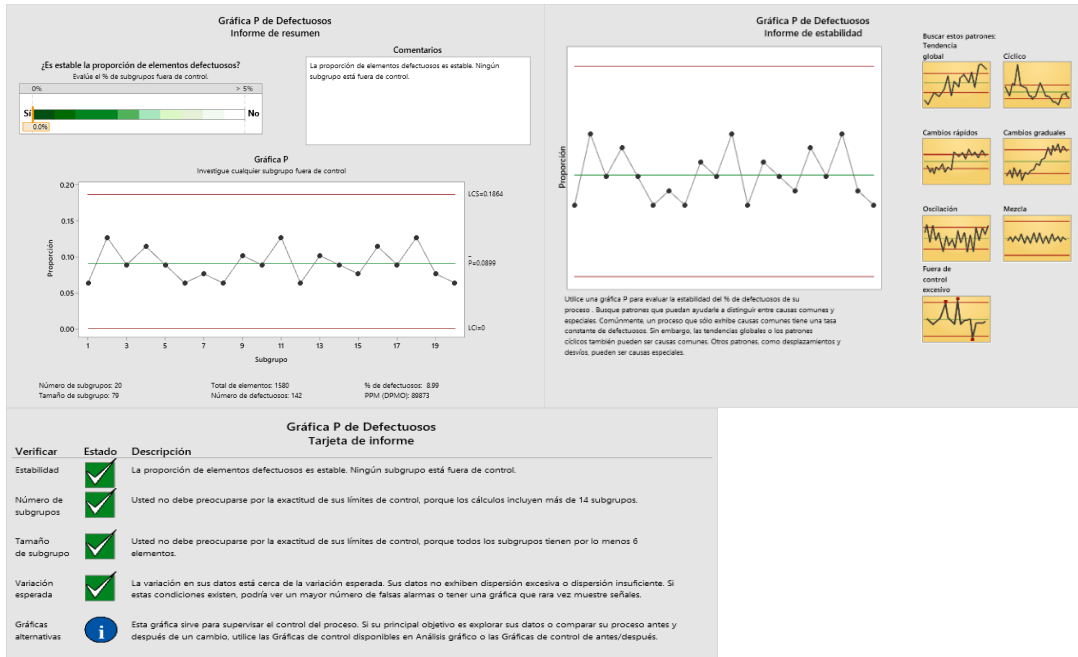 Gráfica P de Defectuosos
Informe de resumen
¿Es estable la proporción de elementos defectuosos?
Evalúe el % de subgrupos fuera de control.
0%
> 5%
Sí
No
0.0%
Comentarios
La proporción de elementos defectuosos es estable. Ningún
subgrupo está fuera de control.
Gráfica P
Investigue cualquier subgrupo fuera de control
0.20
0.15
0.10
0.05
0.00
Proporción
LCS=0.1864
P=0.0899
LCI=0
1 3 5 7 9 11 13 15 17 19
Subgrupo
Número de subgrupos: 20
Tamaño de subgrupo: 79
Total de elementos: 1580
Número de defectuosos: 142
% de defectuosos: 8.99
PPM (DPMO): 89873
Gráfica P de Defectuosos
Informe de estabilidad
Proporción
Utilice una gráfica P para evaluar la estabilidad del % de defectuosos de su
proceso . Busque patrones que puedan ayudarle a distinguir entre causas comunes y
especiales. Comúnmente, un proceso que sólo exhibe causas comunes tiene una tasa
constante de defectuosos. Sin embargo, las tendencias globales o los patrones
cíclicos también pueden ser causas comunes. Otros patrones, como desplazamientos y
desvíos, pueden ser causas especiales.
Buscar estos patrones:
Tendencia
global
Cíclico
Cambios rápidos
Cambios graduales
Oscilación
Mezcla
Fuera de
control
excesivo
Gráfica P de Defectuosos
Tarjeta de informe
Verificar Estado Descripción
Estabilidad
La proporción de elementos defectuosos es estable. Ningún subgrupo está fuera de control.
Número de
subgrupos
Usted no debe preocuparse por la exactitud de sus límites de control, porque los cálculos incluyen más de 14 subgrupos.
Tamaño
de subgrupo
Usted no debe preocuparse por la exactitud de sus límites de control, porque todos los subgrupos tienen por lo menos 6
elementos.
Variación
esperada
La variación en sus datos está cerca de la variación esperada. Sus datos no exhiben dispersión excesiva o dispersión insuficiente. Si
estas condiciones existen, podría ver un mayor número de falsas alarmas o tener una gráfica que rara vez muestre señales.
Gráficas
alternativas
i
Esta gráfica sirve para supervisar el control del proceso. Si su principal objetivo es explorar sus datos o comparar su proceso antes y
después de un cambio, utilice las Gráficas de control disponibles en Análisis gráfico o las Gráficas de control de antes/después.